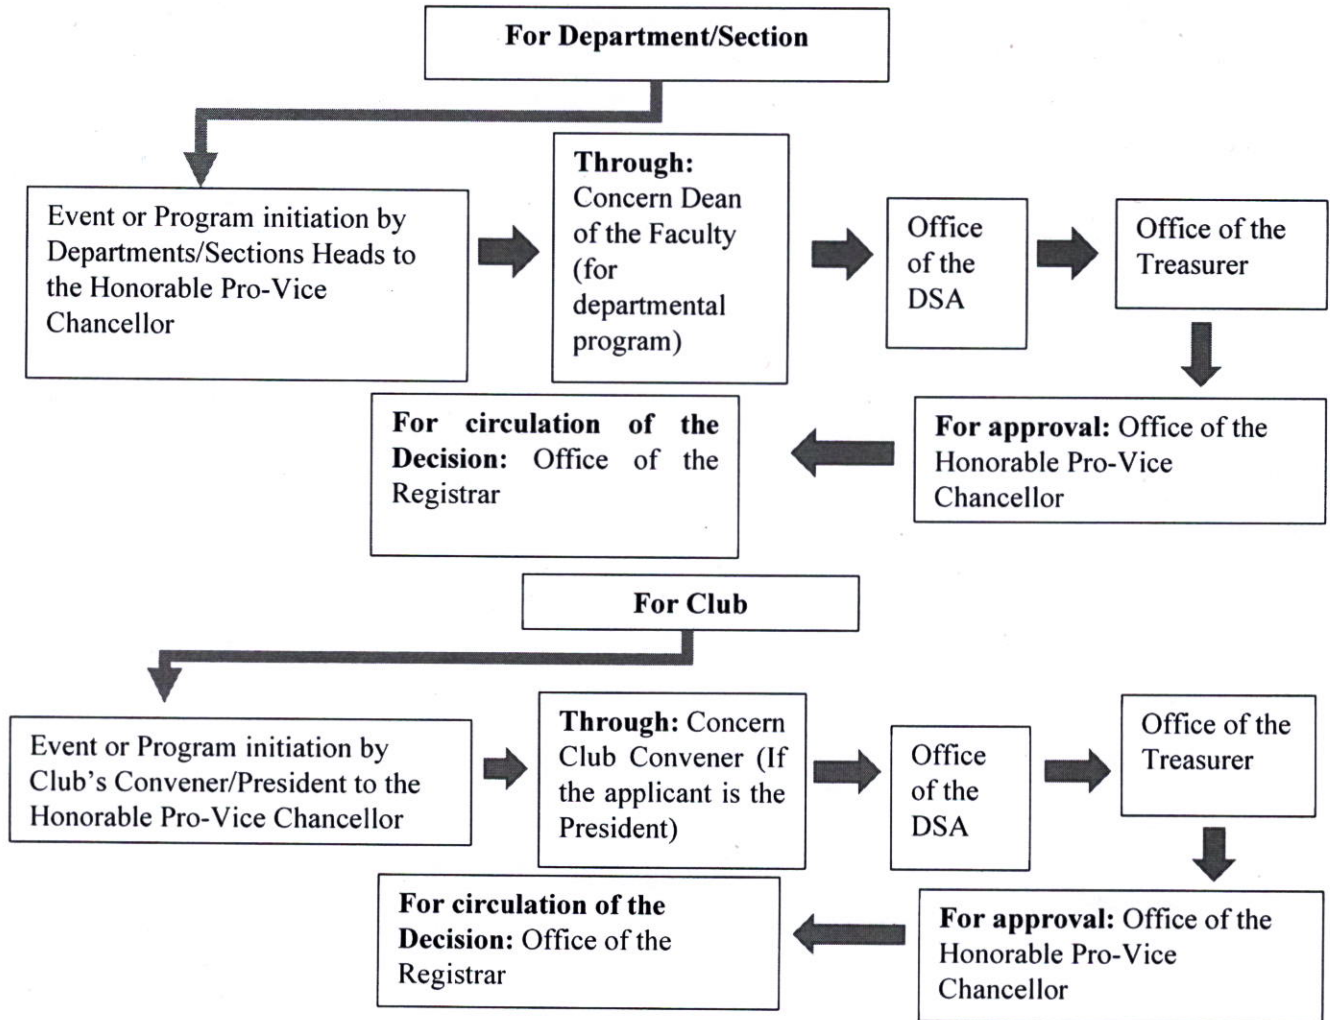 For Department/Section
Event or Program initiation by
Departments/Sections Heads to
the Honorable Pro-Vice
Chancellor
Through:
Concern Dean
of the Faculty
(for
departmental
program)
Office
of the
DSA
Office of the
Treasurer
For approval: Office of the
Honorable Pro-Vice
Chancellor
For circulation of the
Decision: Office of the
Registrar
For Club
Event or Program initiation by
Club's Convener/President to the
Honorable Pro-Vice Chancellor
Through: Concern
Club Convener (If
the applicant is the
President)
Office
of the
DSA
Office of the
Treasurer
For approval: Office of the
Honorable Pro-Vice
Chancellor
For circulation of the
Decision: Office of the
Registrar